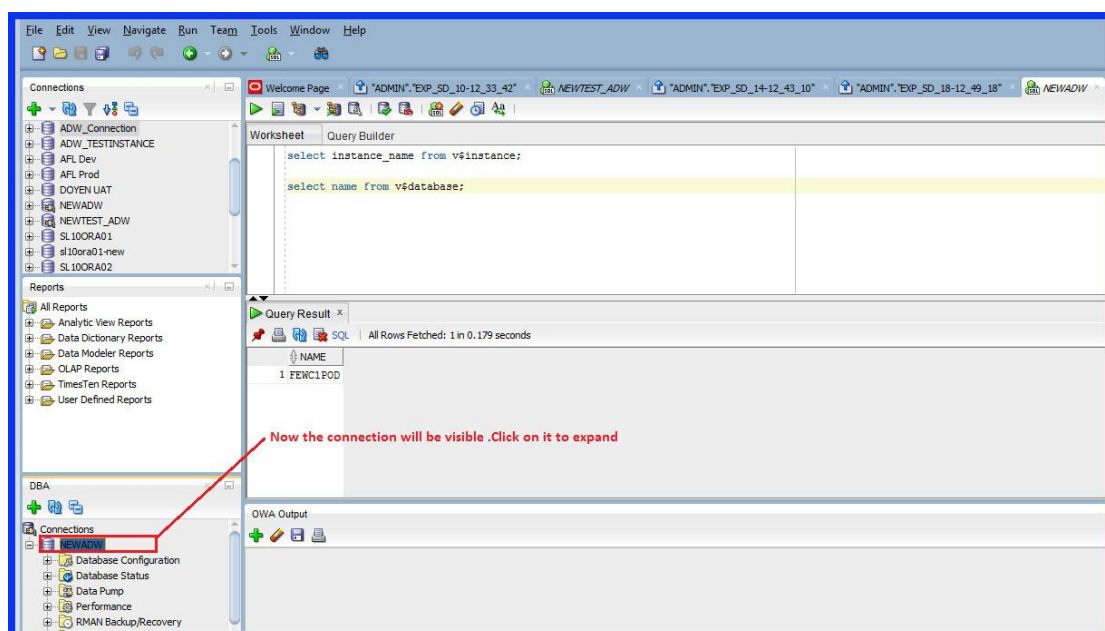 File Edit View Navigate Run Team Tools Window Help
Connections
Welcome Page "ADMIN"."EXP_SD_10-12_33_42" NEWTEST_ADW "ADMIN"."EXP_SD_14-12_43_10" "ADMIN"."EXP_SD_18-12_49_18" NEWADW
ADW_Connection
ADW_TESTINSTANCE
AFL Dev
AFL Prod
DOYEN UAT
NEWADW
NEWTEST_ADW
SL10ORA01
sl10ora01-new
SL10ORA02
Worksheet Query Builder
select instance_name from v$instance;
select name from v$database;
Reports
All Reports
Analytic View Reports
Data Dictionary Reports
Data Modeler Reports
OLAP Reports
TimesTen Reports
User Defined Reports
Query Result
SQL | All Rows Fetched: 1 in 0.179 seconds
NAME
1 FEWC1POD
Now the connection will be visible .Click on it to expand
DBA
Connections
NEWADW
Database Configuration
Database Status
Data Pump
Performance
RMAN Backup/Recovery
OWA Output